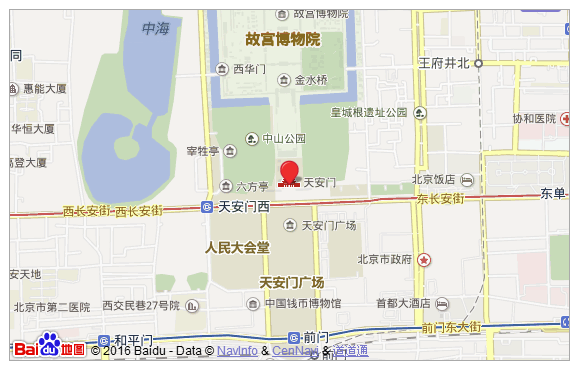 故宫博物院
中海
故宫博物院
同
西华门
王府井北
惠能大厦
金水桥
皇城根遗址公园
协和医院
华恒大厦
中山公园
宰牲亭
高登大厦
六方亭
天安门
北京饭店
东单
西长安街
西长安街
天安门西
东长安街
天安门广场
人民大会堂
北京市政府
安天地
天安门广场
北京市第二医院
西交民巷27号院
中国钱币博物馆
首都大酒店
和平门
前门
前门东大街
Bai du 地图
© 2016 Baidu - Data © NavInfo & CenNavi & 道道通
前门